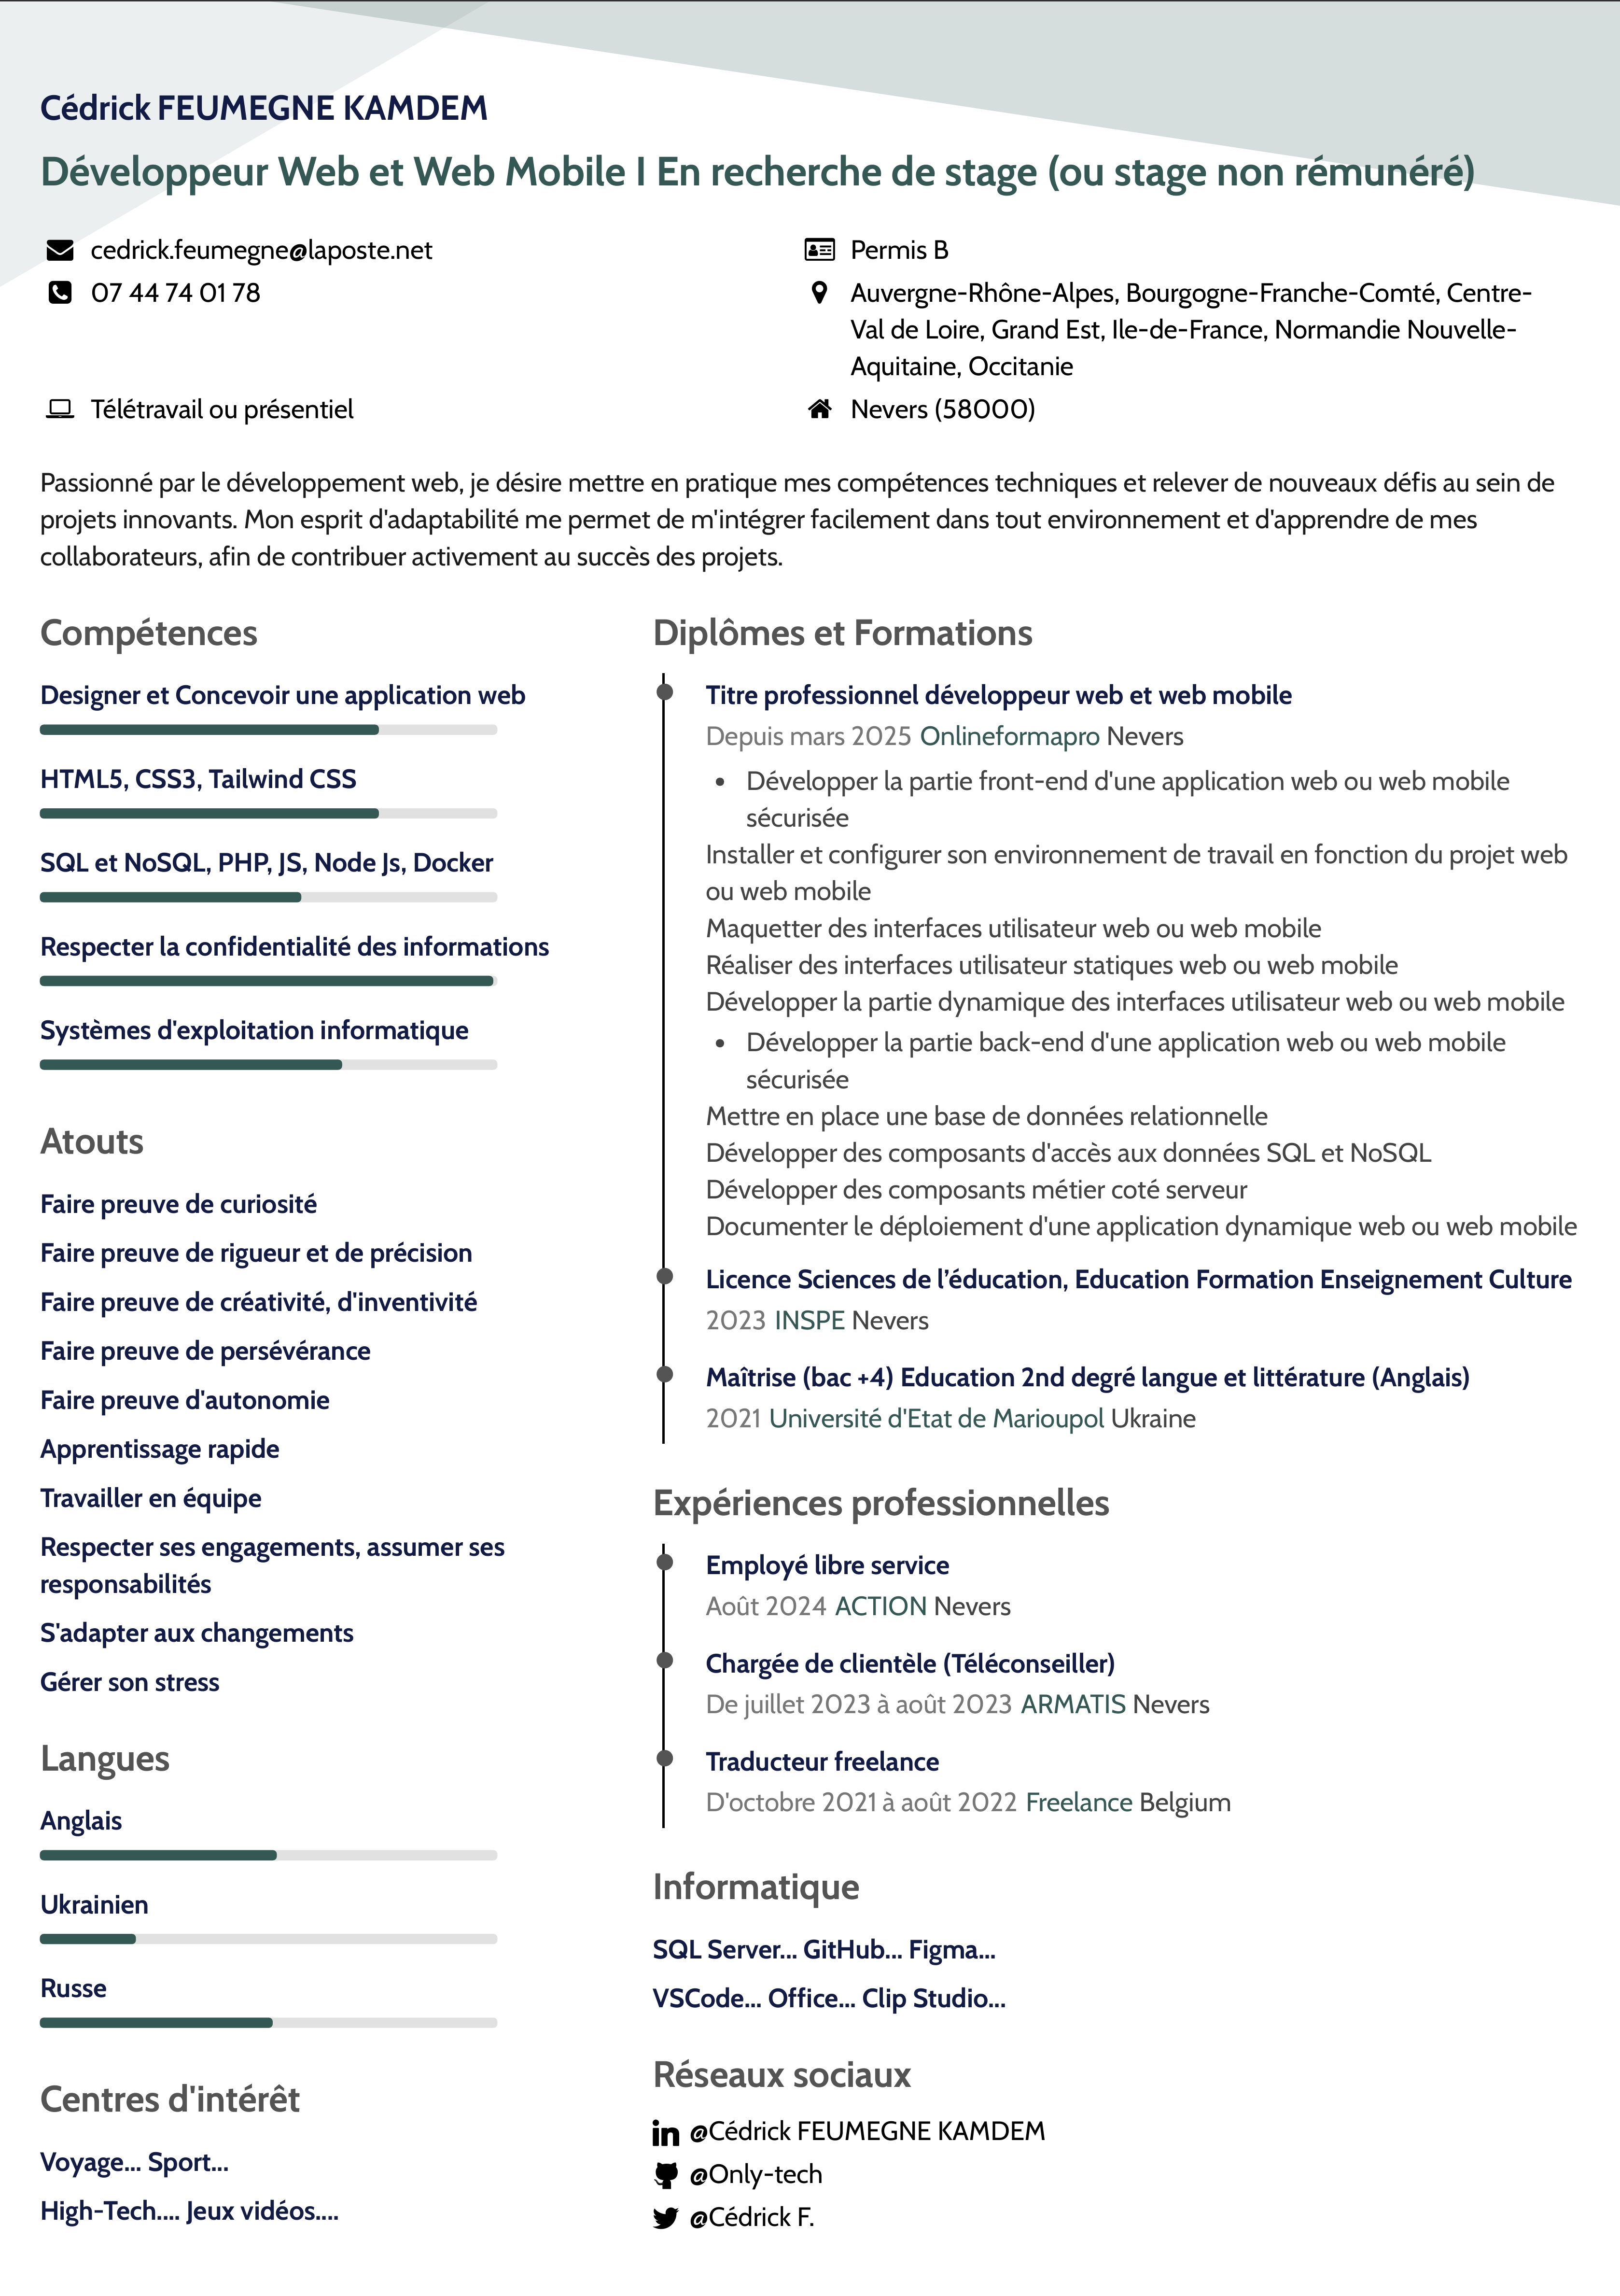 Cédrick FEUMEGNE KAMDEM
Développeur Web et Web Mobile I En recherche de stage (ou stage non rémunéré)
cedrick.feumegne@laposte.net
07 44 74 01 78
Télétravail ou présentiel
Permis B
Auvergne-Rhône-Alpes, Bourgogne-Franche-Comté, Centre-
Val de Loire, Grand Est, Ile-de-France, Normandie Nouvelle-
Aquitaine, Occitanie
Nevers (58000)
Passionné par le développement web, je désire mettre en pratique mes compétences techniques et relever de nouveaux défis au sein de
projets innovants. Mon esprit d'adaptabilité me permet de m'intégrer facilement dans tout environnement et d'apprendre de mes
collaborateurs, afin de contribuer activement au succès des projets.
Compétences
Designer et Concevoir une application web
HTML5, CSS3, Tailwind CSS
SQL et NoSQL, PHP, JS, Node Js, Docker
Respecter la confidentialité des informations
Systèmes d'exploitation informatique
Atouts
Faire preuve de curiosité
Faire preuve de rigueur et de précision
Faire preuve de créativité, d'inventivité
Faire preuve de persévérance
Faire preuve d'autonomie
Apprentissage rapide
Travailler en équipe
Respecter ses engagements, assumer ses
responsabilités
S'adapter aux changements
Gérer son stress
Langues
Anglais
Ukrainien
Russe
Centres d'intérêt
Voyage... Sport...
High-Tech.... Jeux vidéos....
Diplômes et Formations
Titre professionnel développeur web et web mobile
Depuis mars 2025 Onlineformapro Nevers
• Développer la partie front-end d'une application web ou web mobile
sécurisée
Installer et configurer son environnement de travail en fonction du projet web
ou web mobile
Maquetter des interfaces utilisateur web ou web mobile
Réaliser des interfaces utilisateur statiques web ou web mobile
Développer la partie dynamique des interfaces utilisateur web ou web mobile
• Développer la partie back-end d'une application web ou web mobile
sécurisée
Mettre en place une base de données relationnelle
Développer des composants d'accès aux données SQL et NoSQL
Développer des composants métier coté serveur
Documenter le déploiement d'une application dynamique web ou web mobile
Licence Sciences de l’éducation, Education Formation Enseignement Culture
2023 INSPE Nevers
Maîtrise (bac +4) Education 2nd degré langue et littérature (Anglais)
2021 Université d'Etat de Marioupol Ukraine
Expériences professionnelles
Employé libre service
Août 2024 ACTION Nevers
Chargée de clientèle (Téléconseiller)
De juillet 2023 à août 2023 ARMATIS Nevers
Traducteur freelance
D'octobre 2021 à août 2022 Freelance Belgium
Informatique
SQL Server... GitHub... Figma...
VSCode... Office... Clip Studio...
Réseaux sociaux
@Cédrick FEUMEGNE KAMDEM
@Only-tech
@Cédrick F.